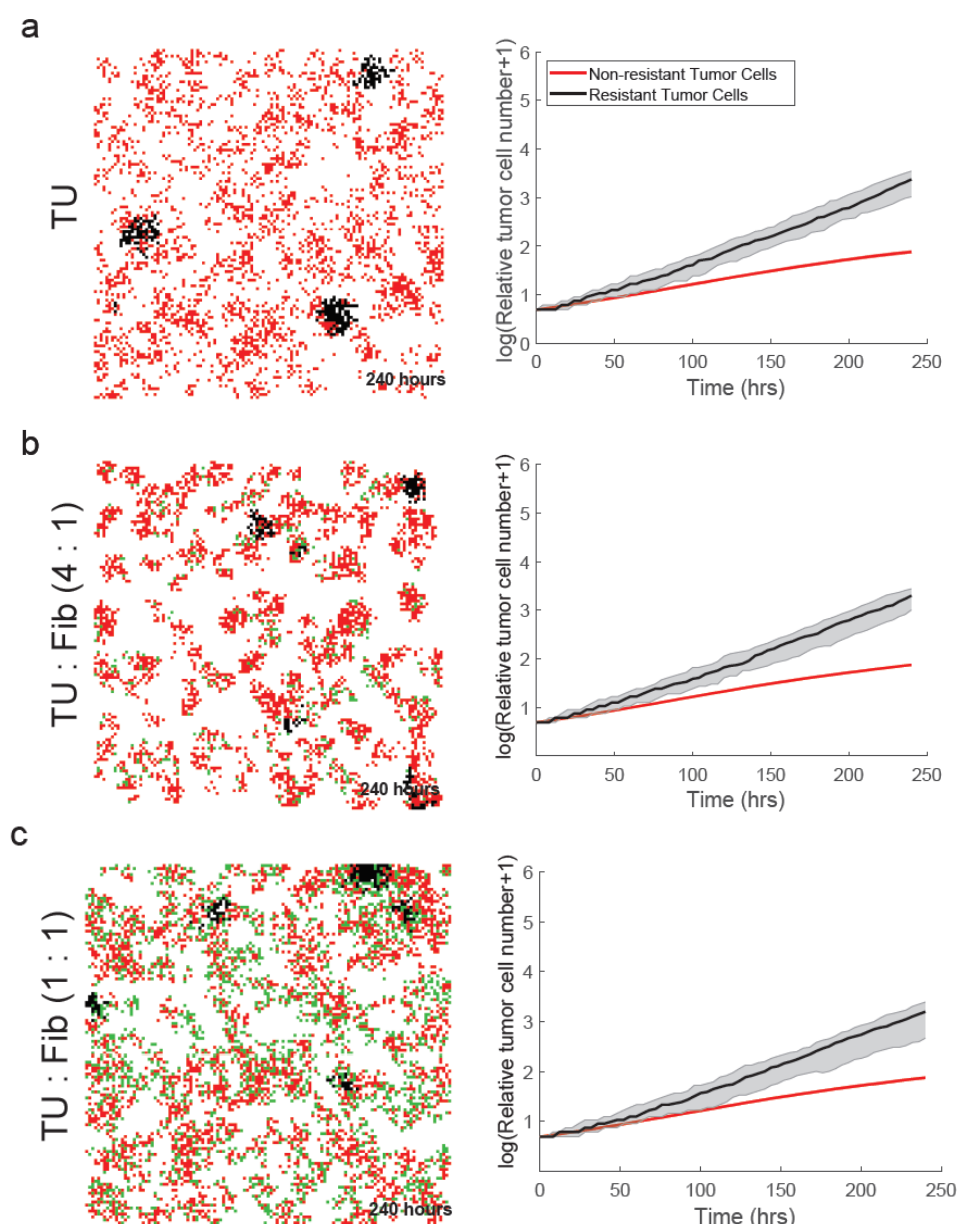 a
TU
240 hours
log(Relative tumor cell number+1)
6
5
4
3
2
1
0
Non-resistant Tumor Cells
Resistant Tumor Cells
0 50 100 150 200 250
Time (hrs)
b
TU : Fib (4 : 1)
240 hours
log(Relative tumor cell number+1)
6
5
4
3
2
1
0 50 100 150 200 250
Time (hrs)
c
TU : Fib (1 : 1)
240 hours
log(Relative tumor cell number+1)
6
5
4
3
2
1
0 50 100 150 200 250
Time (hrs)